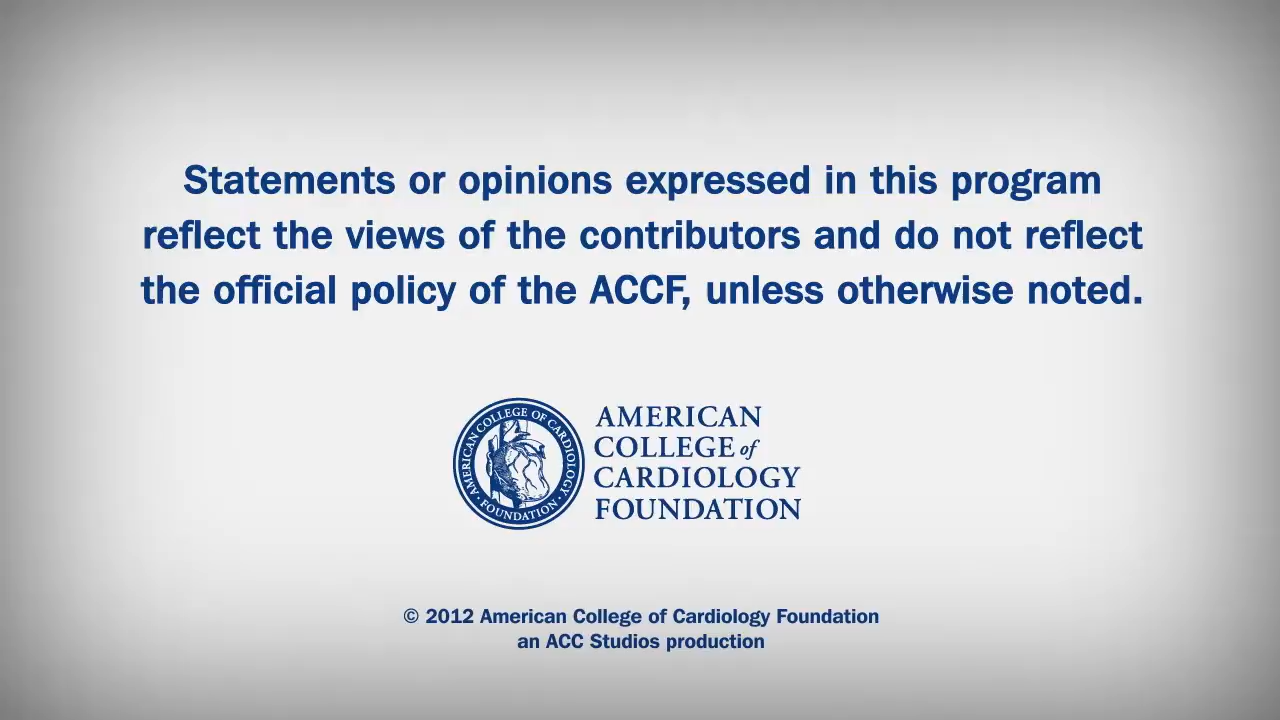 Statements or opinions expressed in this program
reflect the views of the contributors and do not reflect
the official policy of the ACCF, unless otherwise noted.
AMERICAN COLLEGE OF CARDIOLOGY
· FOUNDATION ·
AMERICAN
COLLEGE of
CARDIOLOGY
FOUNDATION
© 2012 American College of Cardiology Foundation
an ACC Studios production